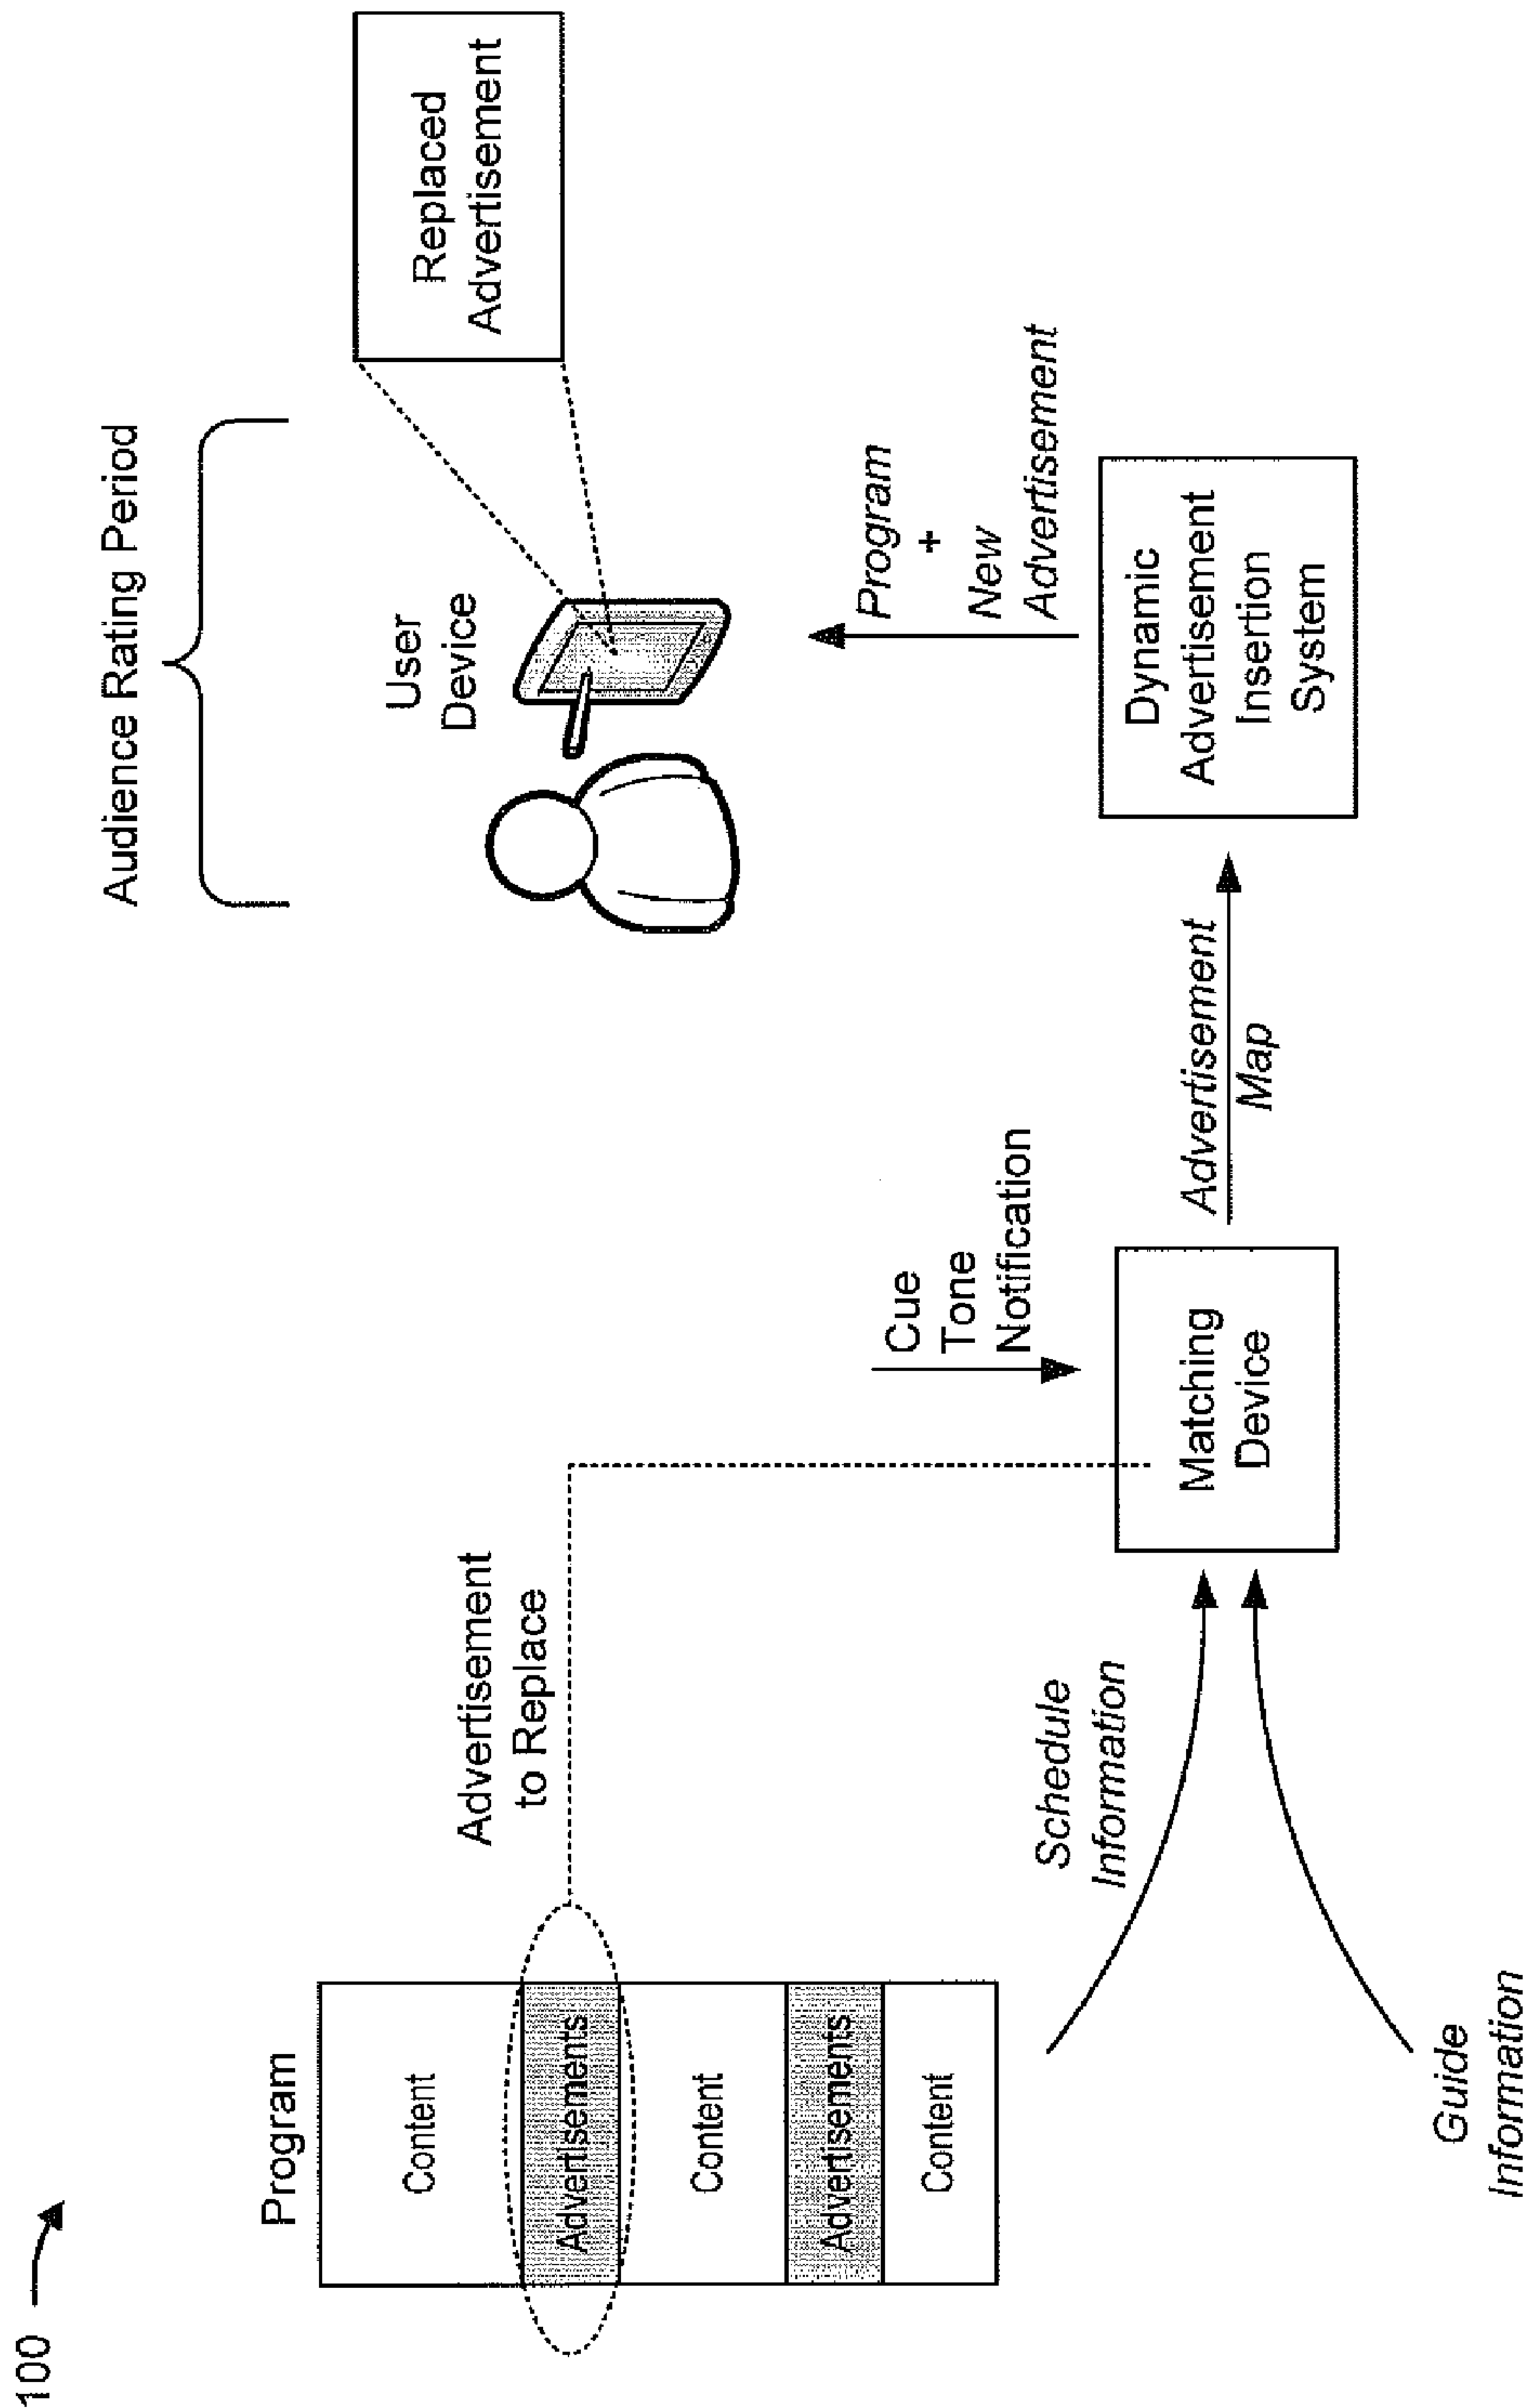 100
Program
Content
Advertisements
Content
Advertisements
Content
Advertisement
to Replace
Schedule
Information
Guide
Information
Cue
Tone
Notification
Matching
Device
Advertisement
Map
Audience Rating Period
User
Device
Replaced
Advertisement
Program
+
New
Advertisement
Dynamic
Advertisement
Insertion
System